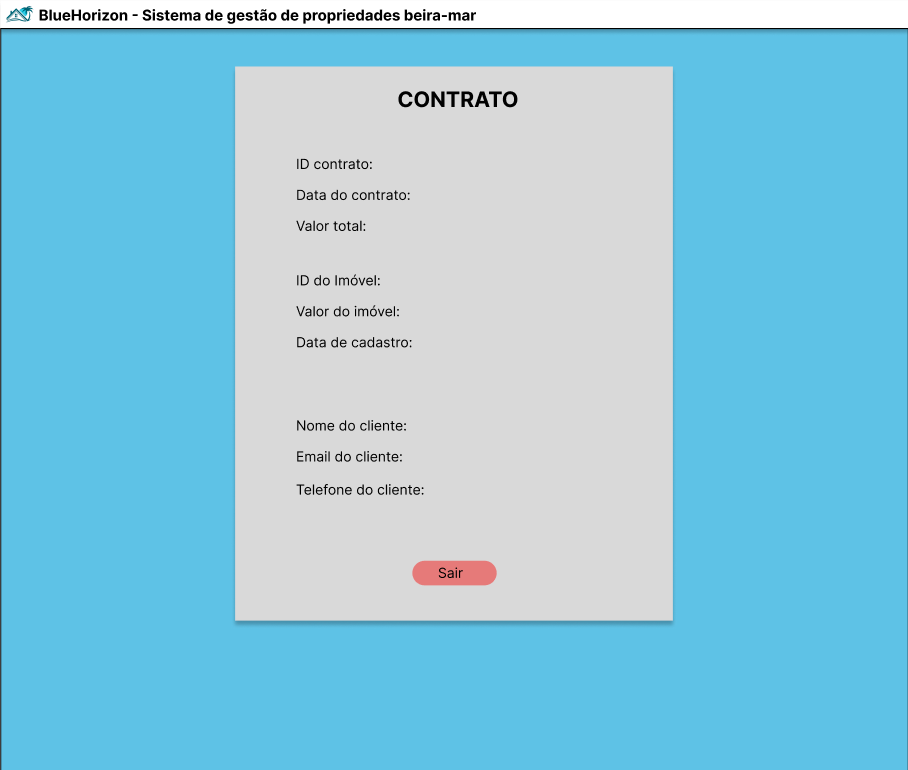 BlueHorizon - Sistema de gestão de propriedades beira-mar
CONTRATO
ID contrato:
Data do contrato:
Valor total:
ID do Imóvel:
Valor do imóvel:
Data de cadastro:
Nome do cliente:
Email do cliente:
Telefone do cliente:
Sair